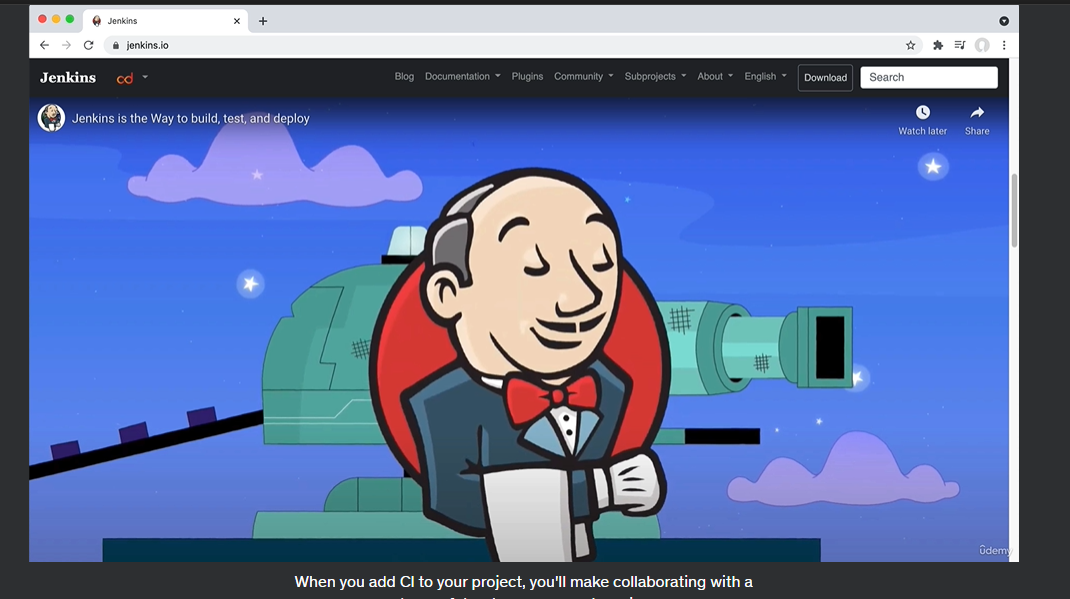 Jenkins
jenkins.io
Jenkins cd Blog Documentation Plugins Community Subprojects About English Download Search
Jenkins is the Way to build, test, and deploy
Watch later Share
ûdemy
When you add CI to your project, you'll make collaborating with a